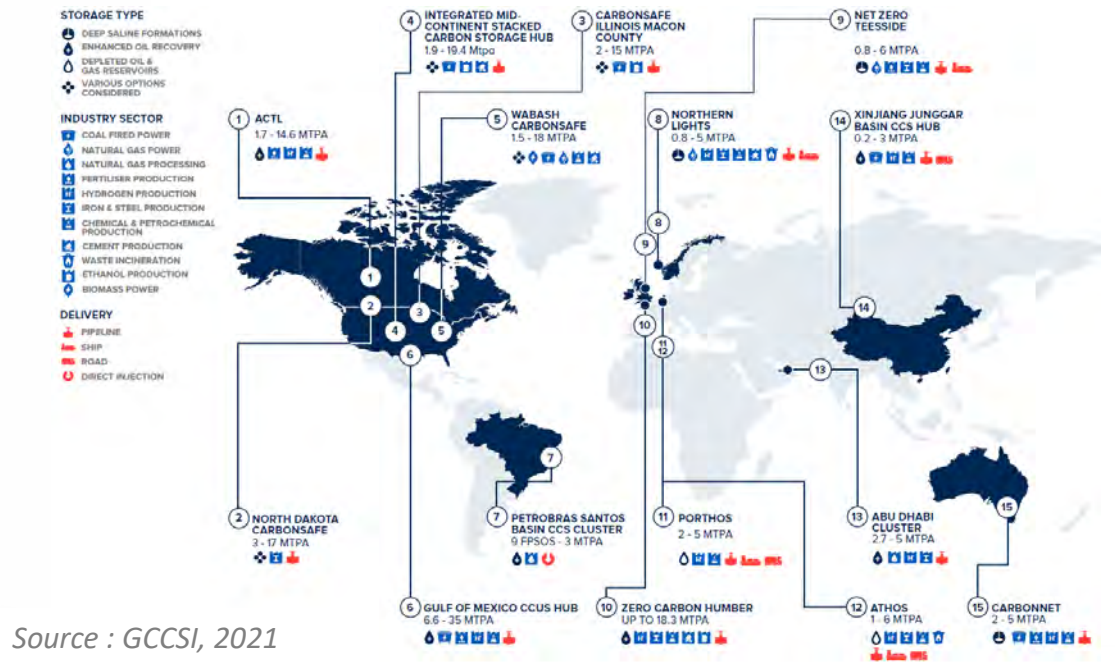 STORAGE TYPE
DEEP SALINE FORMATIONS
ENHANCED OIL RECOVERY
DEPLETED OIL &
GAS RESERVOIRS
VARIOUS OPTIONS
CONSIDERED
INDUSTRY SECTOR
COAL FIRED POWER
NATURAL GAS POWER
NATURAL GAS PROCESSING
FERTILISER PRODUCTION
HYDROGEN PRODUCTION
IRON & STEEL PRODUCTION
CHEMICAL & PETROCHEMICAL
PRODUCTION
CEMENT PRODUCTION
WASTE INCINERATION
ETHANOL PRODUCTION
BIOMASS POWER
DELIVERY
PIPELINE
SHIP
ROAD
DIRECT INJECTION
4 INTEGRATED MID-
CONTINENT STACKED
CARBON STORAGE HUB
1.9 - 19.4 Mtpa
3 CARBONSAFE
ILLINOIS MACON
COUNTY
2 - 15 MTPA
9 NET ZERO
TEESSIDE
0.8 - 6 MTPA
1 ACTL
1.7 - 14.6 MTPA
5 WABASH
CARBONSAFE
1.5 - 18 MTPA
8 NORTHERN
LIGHTS
0.8 - 5 MTPA
14 XINJIANG JUNGGAR
BASIN CCS HUB
0.2 - 3 MTPA
8
9
1
2
3
4
5
6
10
11
12
14
13
7
15
2 NORTH DAKOTA
CARBONSAFE
3 - 17 MTPA
7 PETROBRAS SANTOS
BASIN CCS CLUSTER
9 FPSOS - 3 MTPA
11 PORTHOS
2 - 5 MTPA
13 ABU DHABI
CLUSTER
2.7 - 5 MTPA
6 GULF OF MEXICO CCUS HUB
6.6 - 35 MTPA
10 ZERO CARBON HUMBER
UP TO 18.3 MTPA
12 ATHOS
1 - 6 MTPA
15 CARBONNET
2 - 5 MTPA
Source : GCCSI, 2021